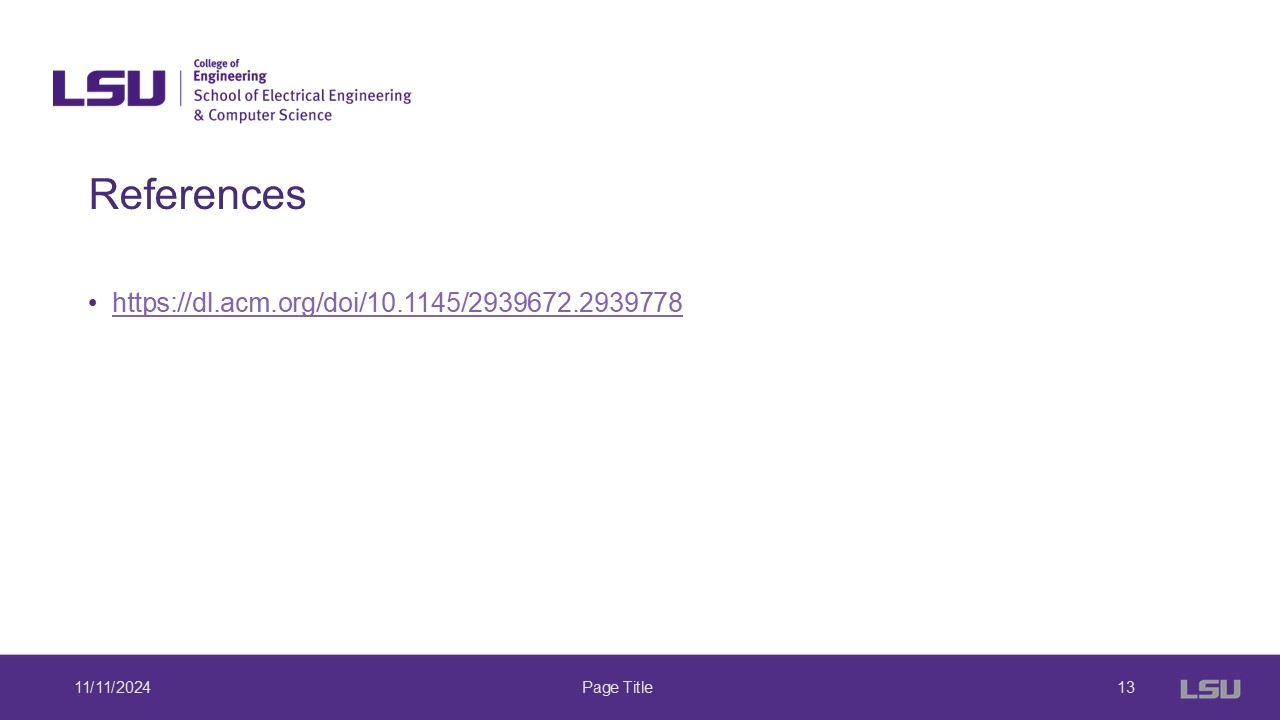 LSU
College of
Engineering
School of Electrical Engineering
& Computer Science
References
• https://dl.acm.org/doi/10.1145/2939672.2939778
11/11/2024
Page Title
13
LSU